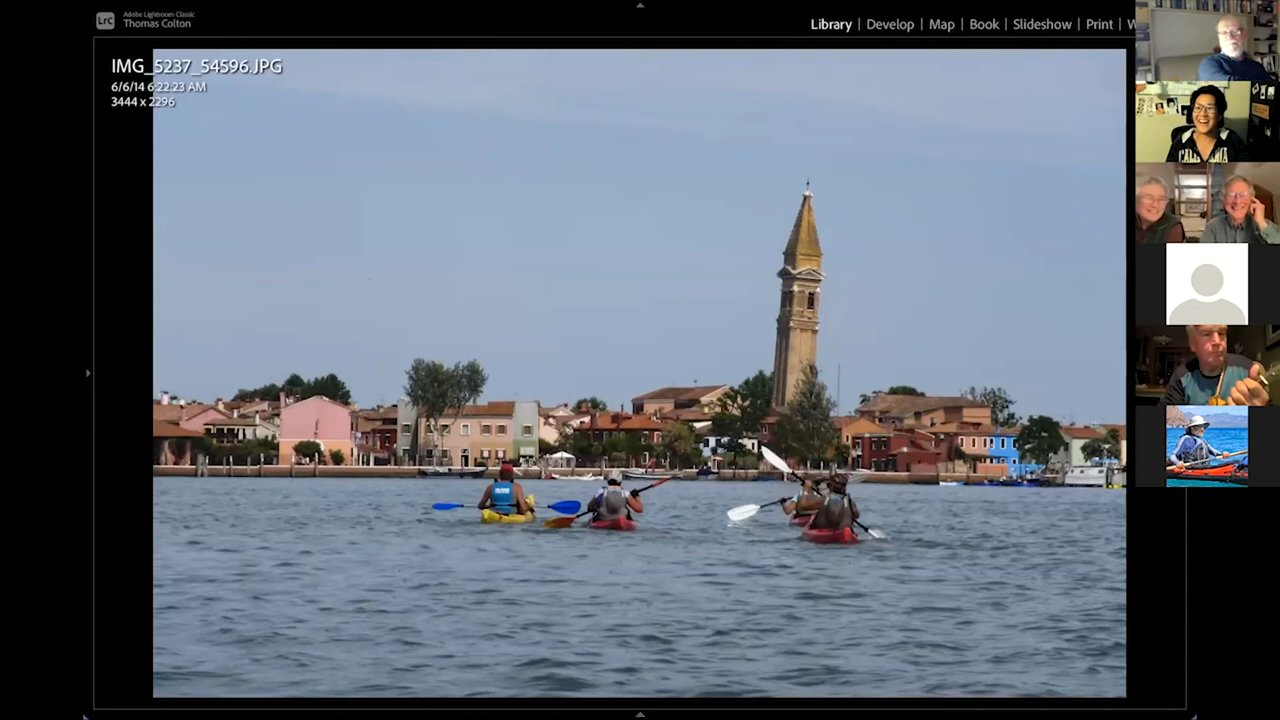 LrC
Adobe Lightroom Classic
Thomas Colton
Library | Develop | Map | Book | Slideshow | Print | W
IMG_5237_54596.JPG
6/6/14 6:22:23 AM
3444 x 2296